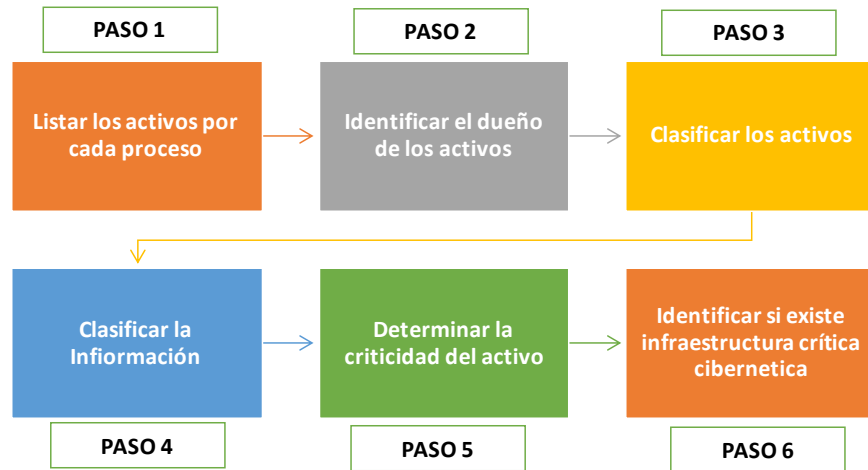 PASO 1
PASO 2
PASO 3
Listar los activos por
cada proceso
Identificar el dueño
de los activos
Clasificar los activos
Clasificar la
Infiormación
Determinar la
criticidad del activo
Identificar si existe
infraestructura crítica
cibernetica
PASO 4
PASO 5
PASO 6